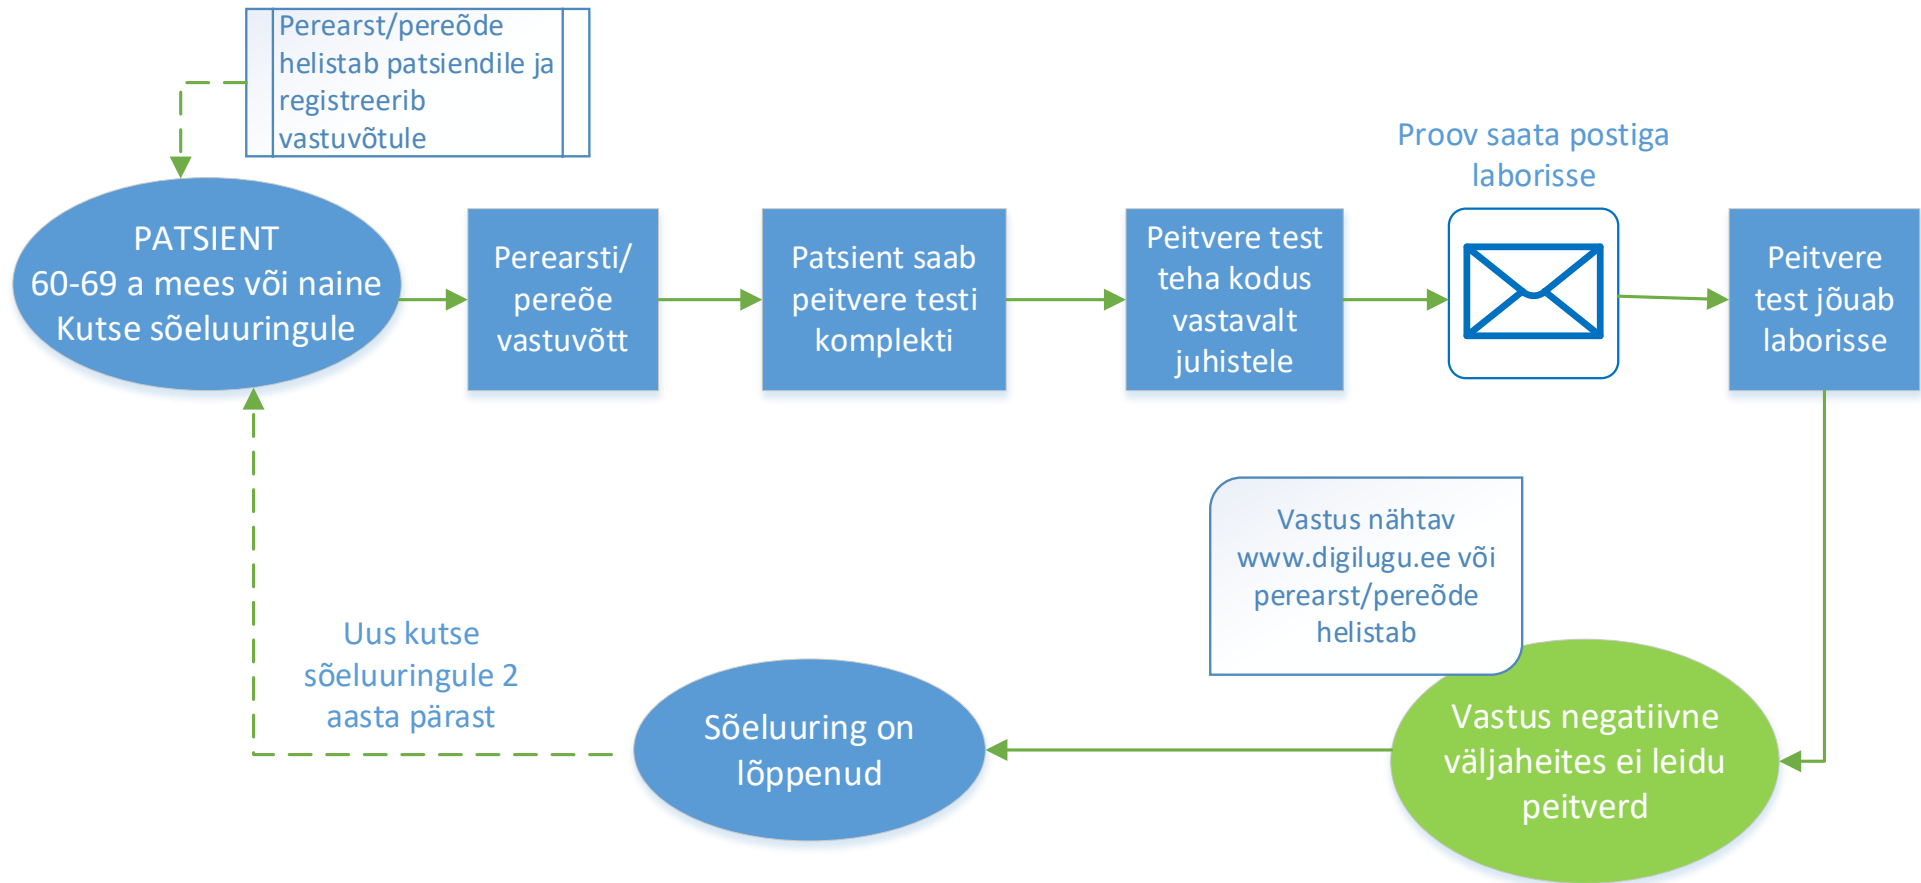 Perearst/pereõde
helistab patsiendile ja
registreerib
vastuvõtule
PATSIENT
60-69 a mees või naine
Kutse sõeluuringule
Perearsti/
pereõe
vastuvõtt
Patsient saab
peitvere testi
komplekti
Peitvere test
teha kodus
vastavalt
juhistele
Proov saata postiga
laborisse
Peitvere
test jõuab
laborisse
Vastus nähtav
www.digilugu.ee või
perearst/pereõde
helistab
Vastus negatiivne
väljaheites ei leidu
peitverd
Sõeluuring on
lõppenud
Uus kutse
sõeluuringule 2
aasta pärast